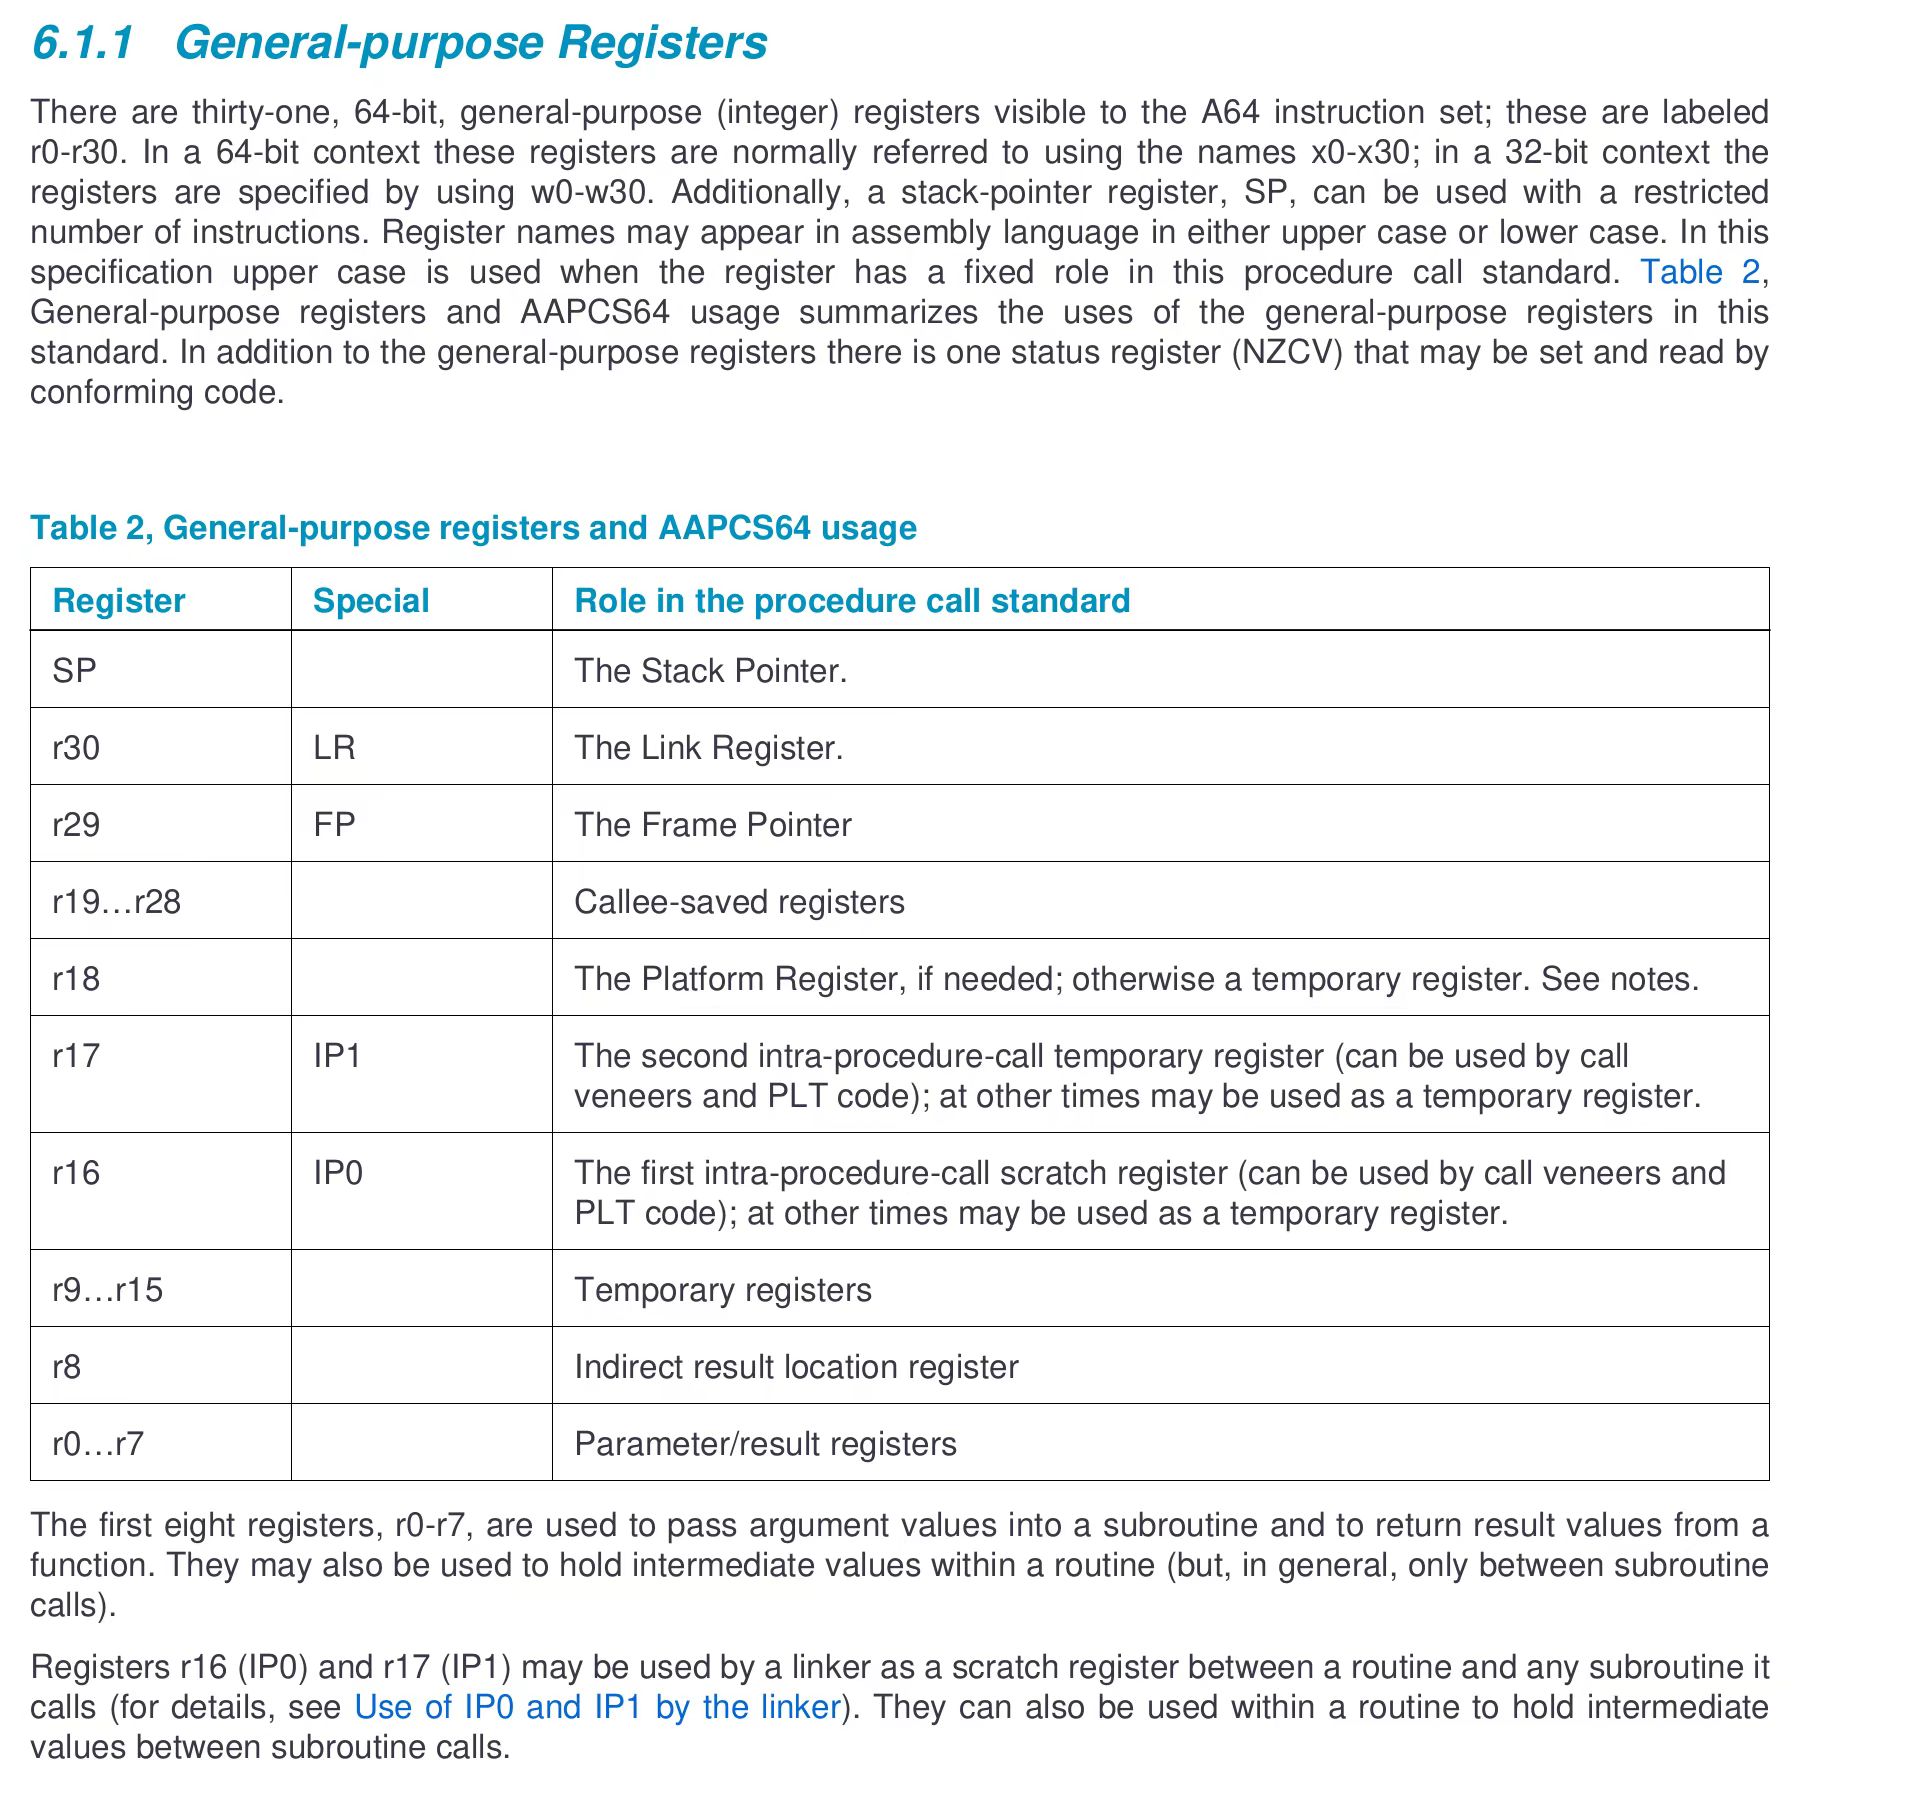 6.1.1 General-purpose Registers
There are thirty-one, 64-bit, general-purpose (integer) registers visible to the A64 instruction set; these are labeled
r0-r30. In a 64-bit context these registers are normally referred to using the names x0-x30; in a 32-bit context the
registers are specified by using w0-w30. Additionally, a stack-pointer register, SP, can be used with a restricted
number of instructions. Register names may appear in assembly language in either upper case or lower case. In this
specification upper case is used when the register has a fixed role in this procedure call standard. Table 2,
General-purpose registers and AAPCS64 usage summarizes the uses of the general-purpose registers in this
standard. In addition to the general-purpose registers there is one status register (NZCV) that may be set and read by
conforming code.
Table 2, General-purpose registers and AAPCS64 usage
Register Special Role in the procedure call standard
SP The Stack Pointer.
r30 LR The Link Register.
r29 FP The Frame Pointer
r19…r28 Callee-saved registers
r18 The Platform Register, if needed; otherwise a temporary register. See notes.
r17 IP1 The second intra-procedure-call temporary register (can be used by call
veneers and PLT code); at other times may be used as a temporary register.
r16 IP0 The first intra-procedure-call scratch register (can be used by call veneers and
PLT code); at other times may be used as a temporary register.
r9…r15 Temporary registers
r8 Indirect result location register
r0…r7 Parameter/result registers
The first eight registers, r0-r7, are used to pass argument values into a subroutine and to return result values from a
function. They may also be used to hold intermediate values within a routine (but, in general, only between subroutine
calls).
Registers r16 (IP0) and r17 (IP1) may be used by a linker as a scratch register between a routine and any subroutine it
calls (for details, see Use of IP0 and IP1 by the linker). They can also be used within a routine to hold intermediate
values between subroutine calls.